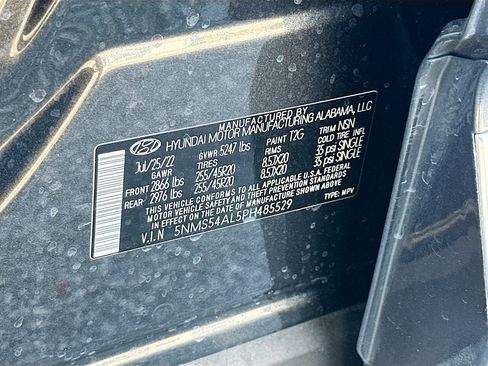 MANUFACTURED BY
HYUNDAI MOTOR MANUFACTURING ALABAMA, LLC
Jul/25/22 GVWR 5247 lbs PAINT T2G TRIM NSN
GAWR TIRES RIMS COLD TIRE INFL
FRONT 2866 lbs 255/45R20 8.5JX20 35 psi SINGLE
REAR 2976 lbs 255/45R20 8.5JX20 35 psi SINGLE
THIS VEHICLE CONFORMS TO ALL APPLICABLE FEDERAL
MOTOR VEHICLE SAFETY AND THEFT PREVENTION STANDARDS
IN EFFECT ON THE DATE OF MANUFACTURE SHOWN ABOVE.
V.I.N 5NMS54AL5PH485529 TYPE: MPV